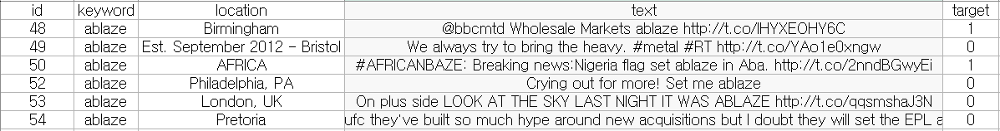 id keyword location text target
48 ablaze Birmingham @bbcmtd Wholesale Markets ablaze http://t.co/lHYXEOHY6C 1
49 ablaze Est. September 2012 - Bristol We always try to bring the heavy. #metal #RT http://t.co/YAo1e0xngw 0
50 ablaze AFRICA #AFRICANBAZE: Breaking news:Nigeria flag set ablaze in Aba. http://t.co/2nndBGwyEi 1
52 ablaze Philadelphia, PA Crying out for more! Set me ablaze 0
53 ablaze London, UK On plus side LOOK AT THE SKY LAST NIGHT IT WAS ABLAZE http://t.co/qqsmshaJ3N 0
54 ablaze Pretoria ufc they've built so much hype around new acquisitions but I doubt they will set the EPL a 0